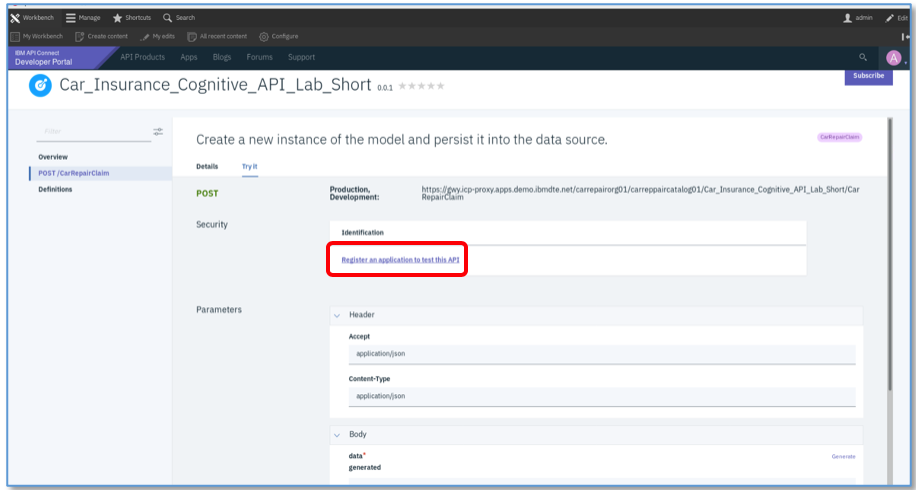 Workbench Manage Shortcuts Search admin Edit
My Workbench Create content My edits All recent content Configure
IBM API Connect
Developer Portal
API Products Apps Blogs Forums Support A
Car_Insurance_Cognitive_API_Lab_Short 0.0.1
Subscribe
Filter
Overview
POST /CarRepairClaim
Definitions
Create a new instance of the model and persist it into the data source.
CarRepairClaim
Details Try It
POST
Production,
Development:
https://gwy.icp-proxy.apps.demo.ibmdte.net/carrepairorg01/carreppaircatalog01/Car_Insurance_Cognitive_API_Lab_Short/Car
RepairClaim
Security
Identification
Register an application to test this API
Parameters
Header
Accept
application/json
Content-Type
application/json
Body
data*
Generate
generated